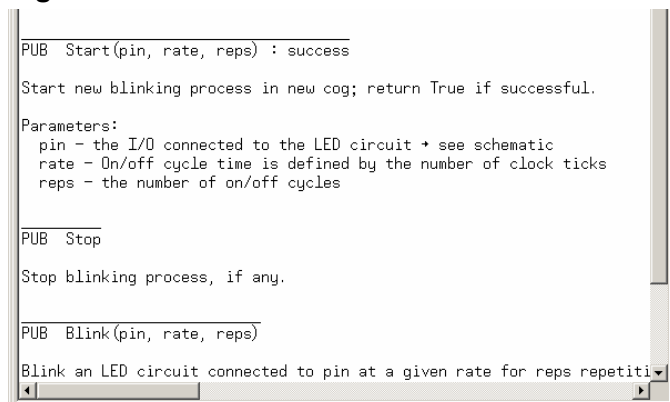 PUB Start(pin, rate, reps) : success
Start new blinking process in new cog; return True if successful.
Parameters:
pin – the I/O connected to the LED circuit → see schematic
rate – On/off cycle time is defined by the number of clock ticks
reps – the number of on/off cycles
PUB Stop
Stop blinking process, if any.
PUB Blink(pin, rate, reps)
Blink an LED circuit connected to pin at a given rate for reps repetiti